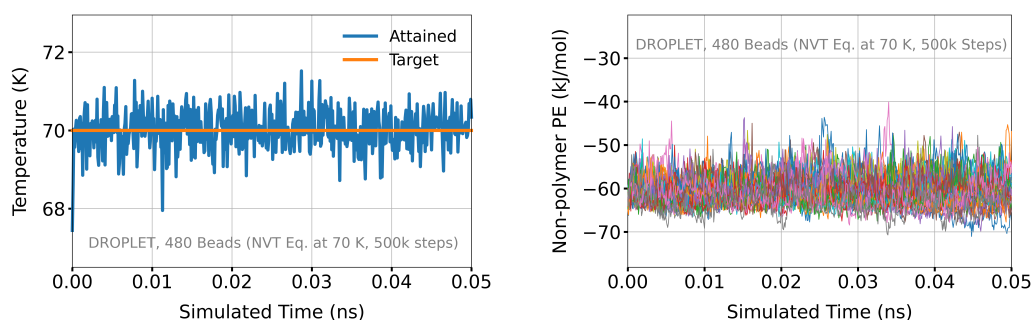 Temperature (K)
72
70
68
Attained
Target
DROPLET, 480 Beads (NVT Eq. at 70 K, 500k steps)
0.00 0.01 0.02 0.03 0.04 0.05
Simulated Time (ns)
Non-polymer PE (kJ/mol)
DROPLET, 480 Beads (NVT Eq. at 70 K, 500k Steps)
−30
−40
−50
−60
−70
0.00 0.01 0.02 0.03 0.04 0.05
Simulated Time (ns)